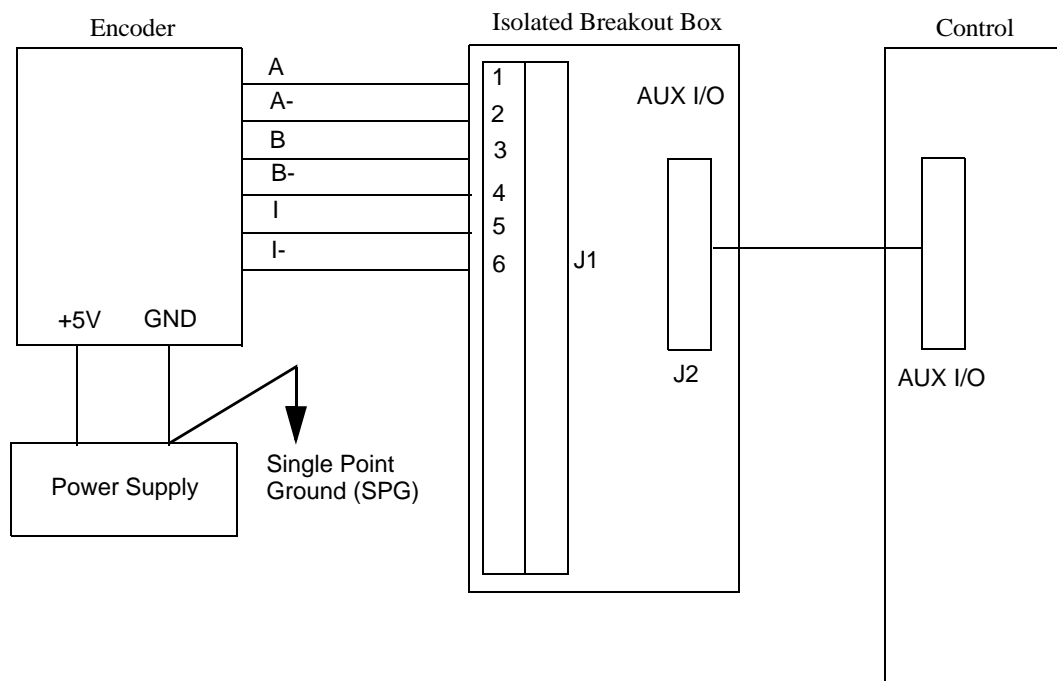 Encoder
Isolated Breakout Box
Control
A
A-
B
B-
I
I-
1
2
3
4
5
6
AUX I/O
J1
J2
AUX I/O
+5V GND
Power Supply
Single Point
Ground (SPG)